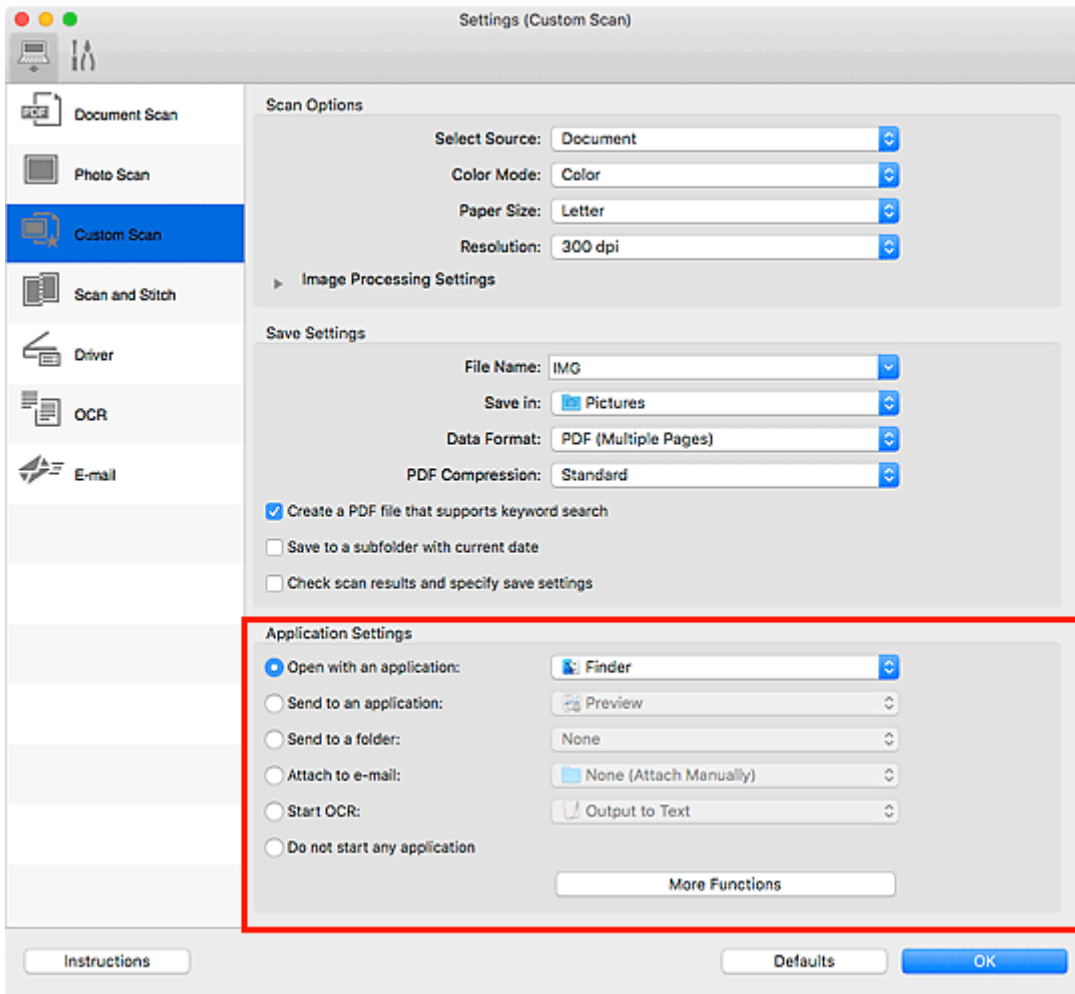 Settings (Custom Scan)
Document Scan
Photo Scan
Custom Scan
Scan and Stitch
Driver
OCR
E-mail
Scan Options
Select Source: Document
Color Mode: Color
Paper Size: Letter
Resolution: 300 dpi
Image Processing Settings
Save Settings
File Name: IMG
Save in: Pictures
Data Format: PDF (Multiple Pages)
PDF Compression: Standard
Create a PDF file that supports keyword search
Save to a subfolder with current date
Check scan results and specify save settings
Application Settings
Open with an application: Finder
Send to an application: Preview
Send to a folder: None
Attach to e-mail: None (Attach Manually)
Start OCR: Output to Text
Do not start any application
More Functions
Instructions Defaults OK